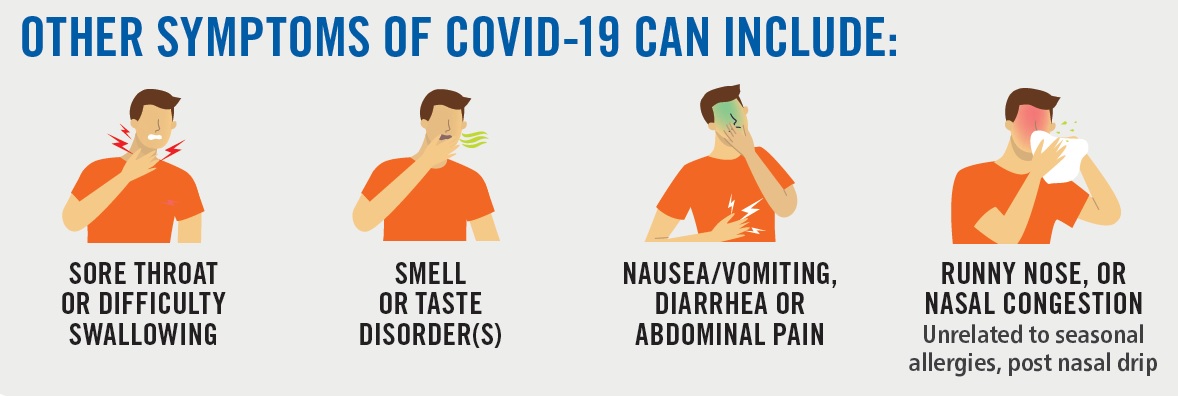 OTHER SYMPTOMS OF COVID-19 CAN INCLUDE:
SORE THROAT
OR DIFFICULTY
SWALLOWING
SMELL
OR TASTE
DISORDER(S)
NAUSEA/VOMITING,
DIARRHEA OR
ABDOMINAL PAIN
RUNNY NOSE, OR
NASAL CONGESTION
Unrelated to seasonal
allergies, post nasal drip